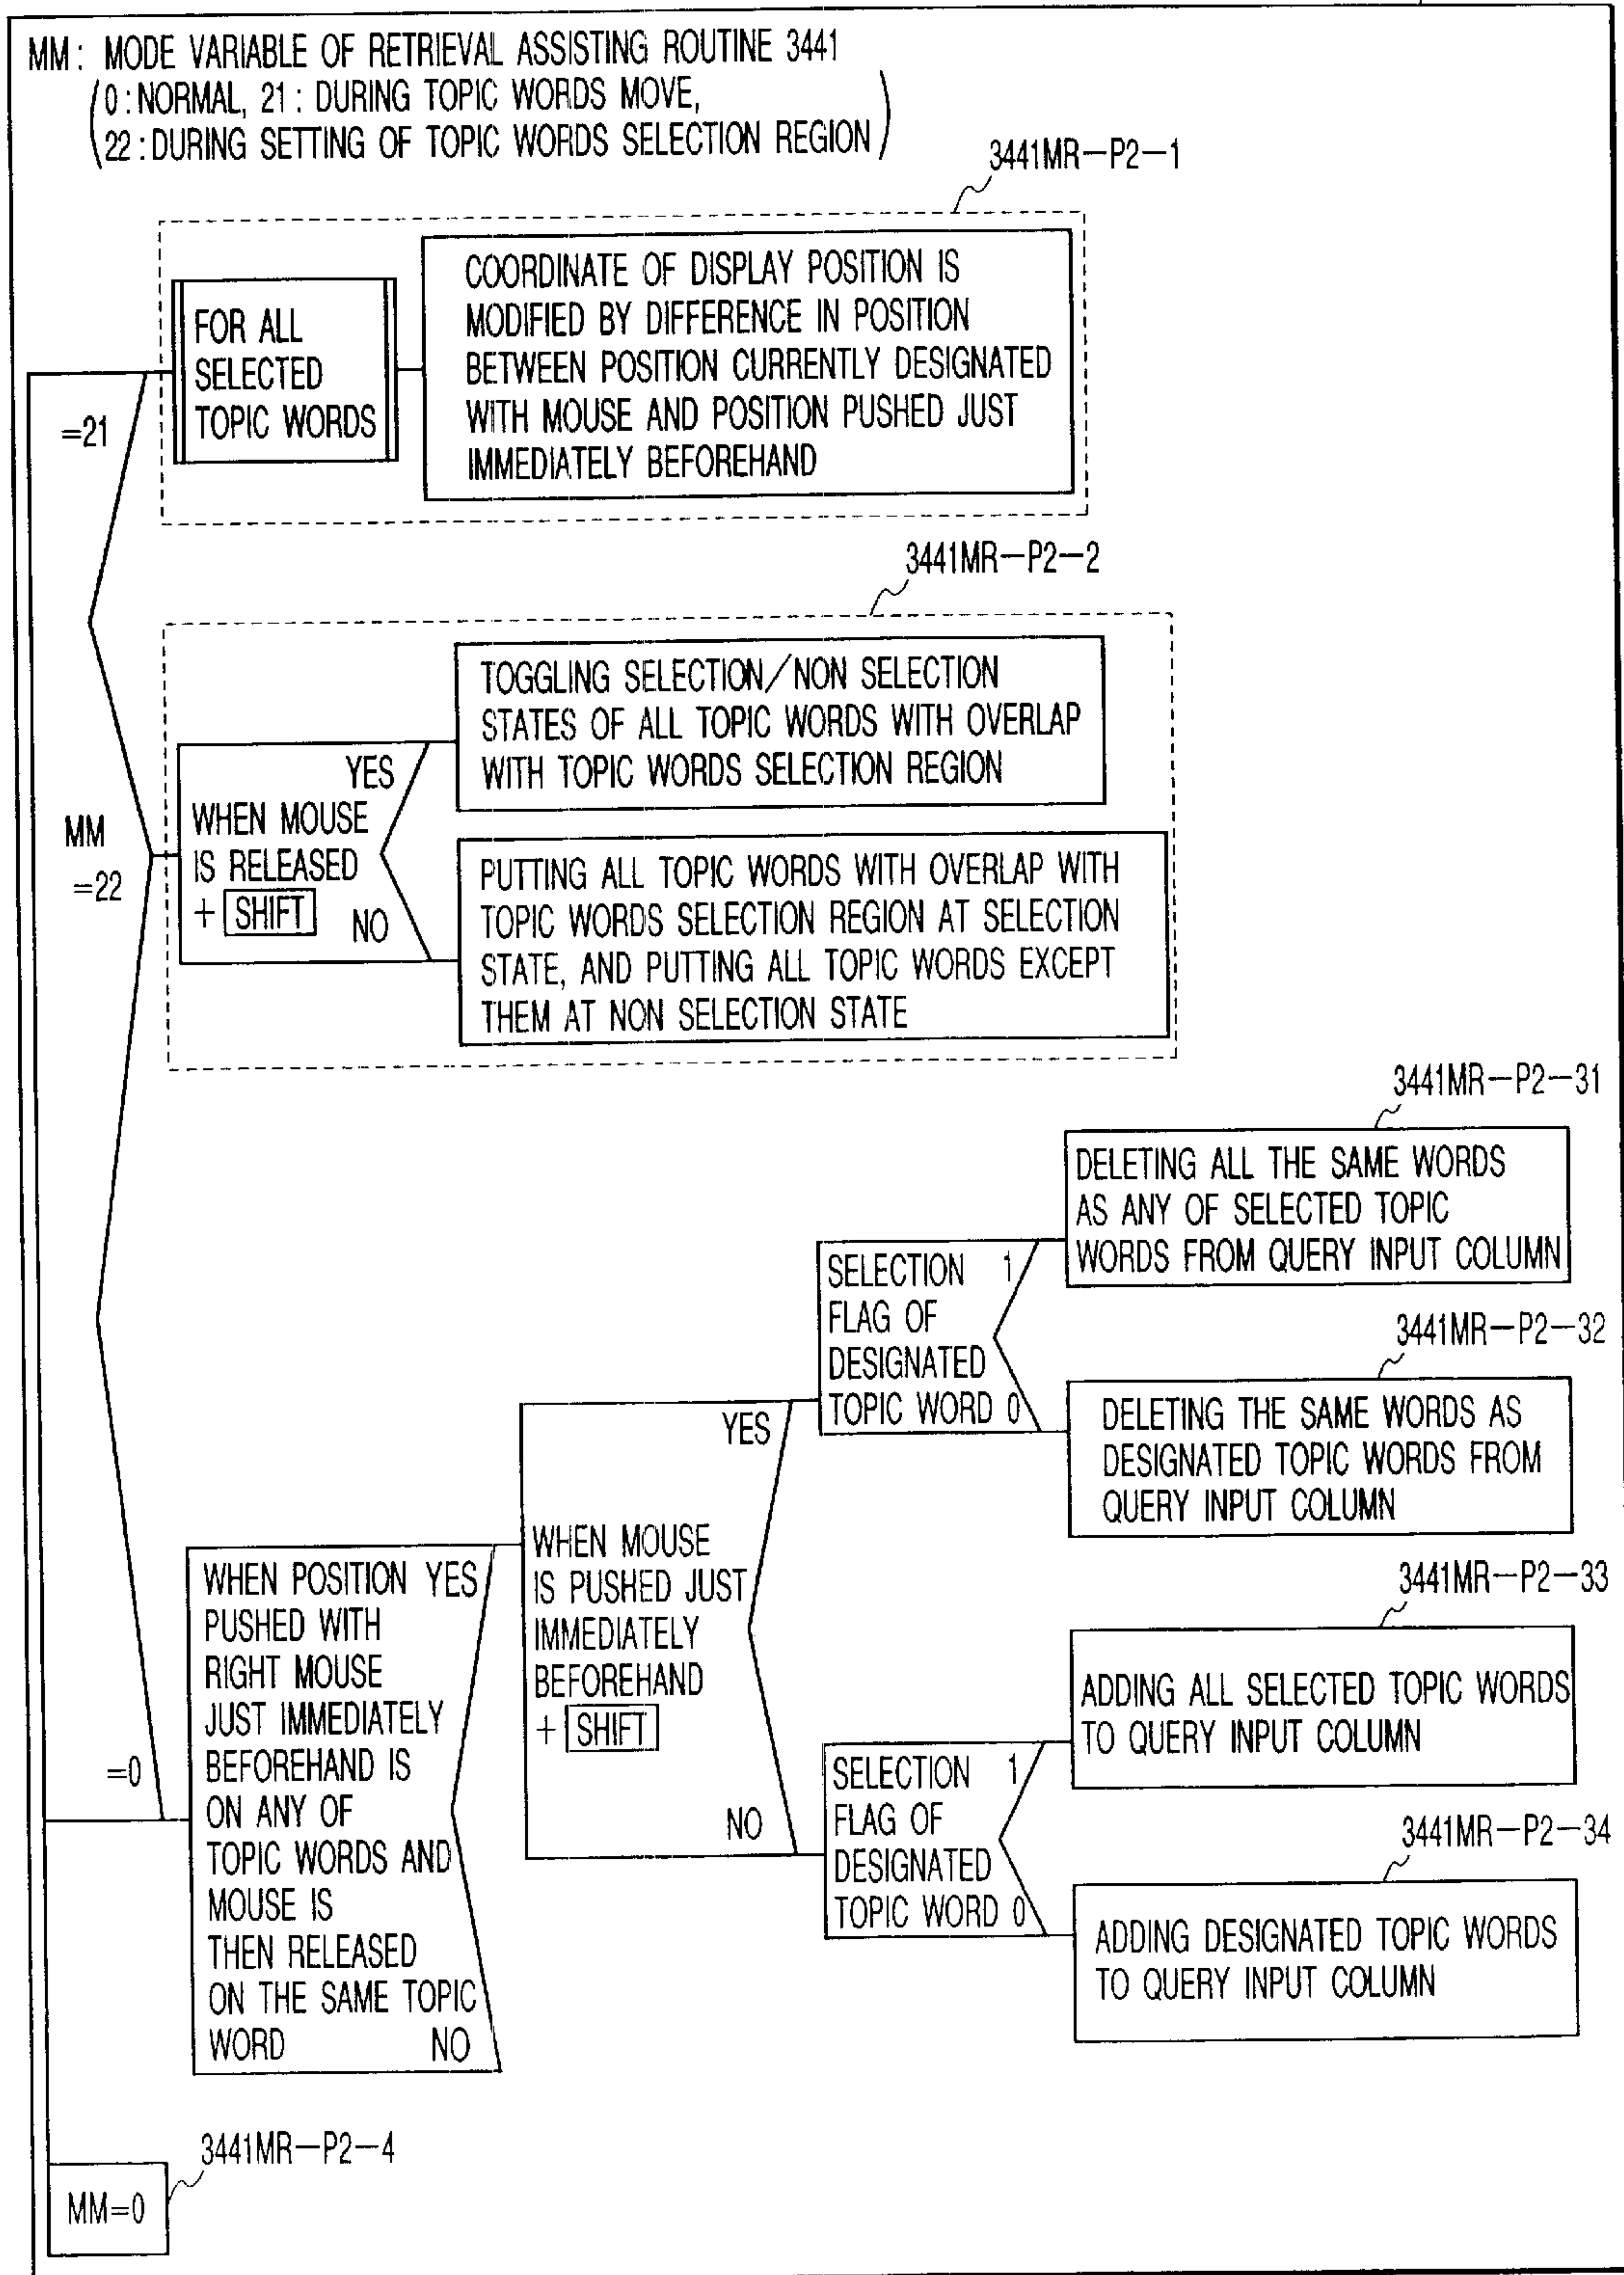 MM: MODE VARIABLE OF RETRIEVAL ASSISTING ROUTINE 3441
(0:NORMAL, 21: DURING TOPIC WORDS MOVE,
22:DURING SETTING OF TOPIC WORDS SELECTION REGION)
3441MR-P2-1
FOR ALL
SELECTED
TOPIC WORDS
COORDINATE OF DISPLAY POSITION IS
MODIFIED BY DIFFERENCE IN POSITION
BETWEEN POSITION CURRENTLY DESIGNATED
WITH MOUSE AND POSITION PUSHED JUST
IMMEDIATELY BEFOREHAND
=21
3441MR-P2-2
MM
=22
YES
WHEN MOUSE
IS RELEASED
+ SHIFT
NO
TOGGLING SELECTION/NON SELECTION
STATES OF ALL TOPIC WORDS WITH OVERLAP
WITH TOPIC WORDS SELECTION REGION
PUTTING ALL TOPIC WORDS WITH OVERLAP WITH
TOPIC WORDS SELECTION REGION AT SELECTION
STATE, AND PUTTING ALL TOPIC WORDS EXCEPT
THEM AT NON SELECTION STATE
=0
WHEN POSITION YES
PUSHED WITH
RIGHT MOUSE
JUST IMMEDIATELY
BEFOREHAND IS
ON ANY OF
TOPIC WORDS AND
MOUSE IS
THEN RELEASED
ON THE SAME TOPIC
WORD NO
YES
WHEN MOUSE
IS PUSHED JUST
IMMEDIATELY
BEFOREHAND
+ SHIFT
NO
SELECTION 1
FLAG OF
DESIGNATED
TOPIC WORD 0
3441MR-P2-31
DELETING ALL THE SAME WORDS
AS ANY OF SELECTED TOPIC
WORDS FROM QUERY INPUT COLUMN
3441MR-P2-32
DELETING THE SAME WORDS AS
DESIGNATED TOPIC WORDS FROM
QUERY INPUT COLUMN
SELECTION 1
FLAG OF
DESIGNATED
TOPIC WORD 0
3441MR-P2-33
ADDING ALL SELECTED TOPIC WORDS
TO QUERY INPUT COLUMN
3441MR-P2-34
ADDING DESIGNATED TOPIC WORDS
TO QUERY INPUT COLUMN
3441MR-P2-4
MM=0